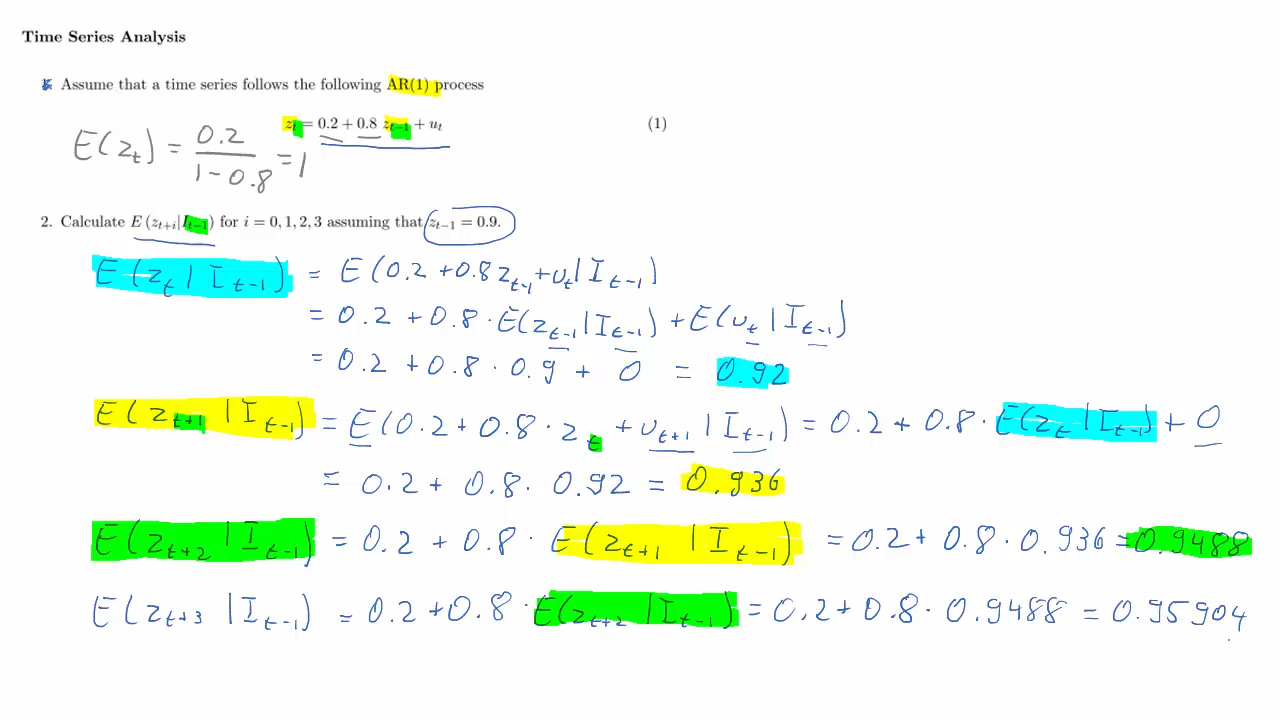 Time Series Analysis
Assume that a time series follows the following AR(1) process
z_t = 0.2 + 0.8 z_{t−1} + u_t (1)
E(z_t) = 0.2 / (1 − 0.8) = 1
2. Calculate E (z_{t+i}|I_{t−1}) for i = 0, 1, 2, 3 assuming that z_{t−1} = 0.9.
E(z_t | I_{t−1}) = E(0.2 + 0.8 z_{t−1} + u_t | I_{t−1})
= 0.2 + 0.8 · E(z_{t−1} | I_{t−1}) + E(u_t | I_{t−1})
= 0.2 + 0.8 · 0.9 + 0 = 0.92
E(z_{t+1} | I_{t−1}) = E(0.2 + 0.8 · z_t + u_{t+1} | I_{t−1}) = 0.2 + 0.8 · E(z_t | I_{t−1}) + 0
= 0.2 + 0.8 · 0.92 = 0.936
E(z_{t+2} | I_{t−1}) = 0.2 + 0.8 · E(z_{t+1} | I_{t−1}) = 0.2 + 0.8 · 0.936 = 0.9488
E(z_{t+3} | I_{t−1}) = 0.2 + 0.8 · E(z_{t+2} | I_{t−1}) = 0.2 + 0.8 · 0.9488 = 0.95904